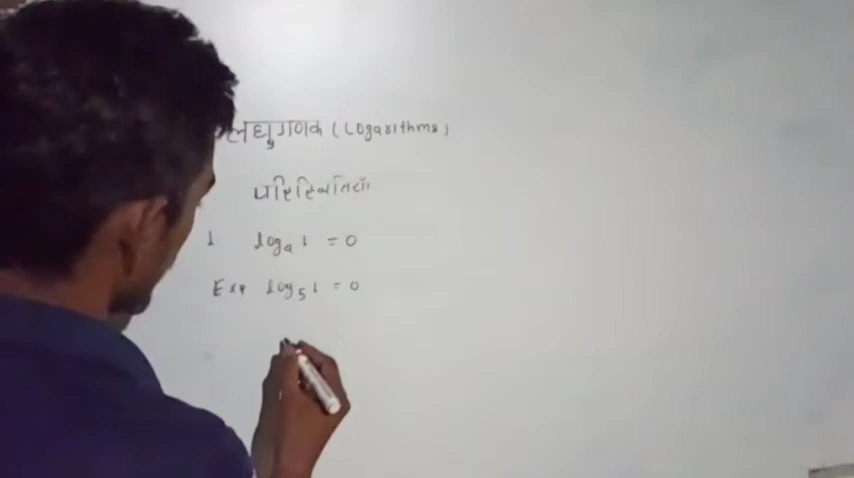 लघुगणक (Logarithms)
परिस्थितियाँ
1 logₐ 1 = 0
Exp log₅ 1 = 0